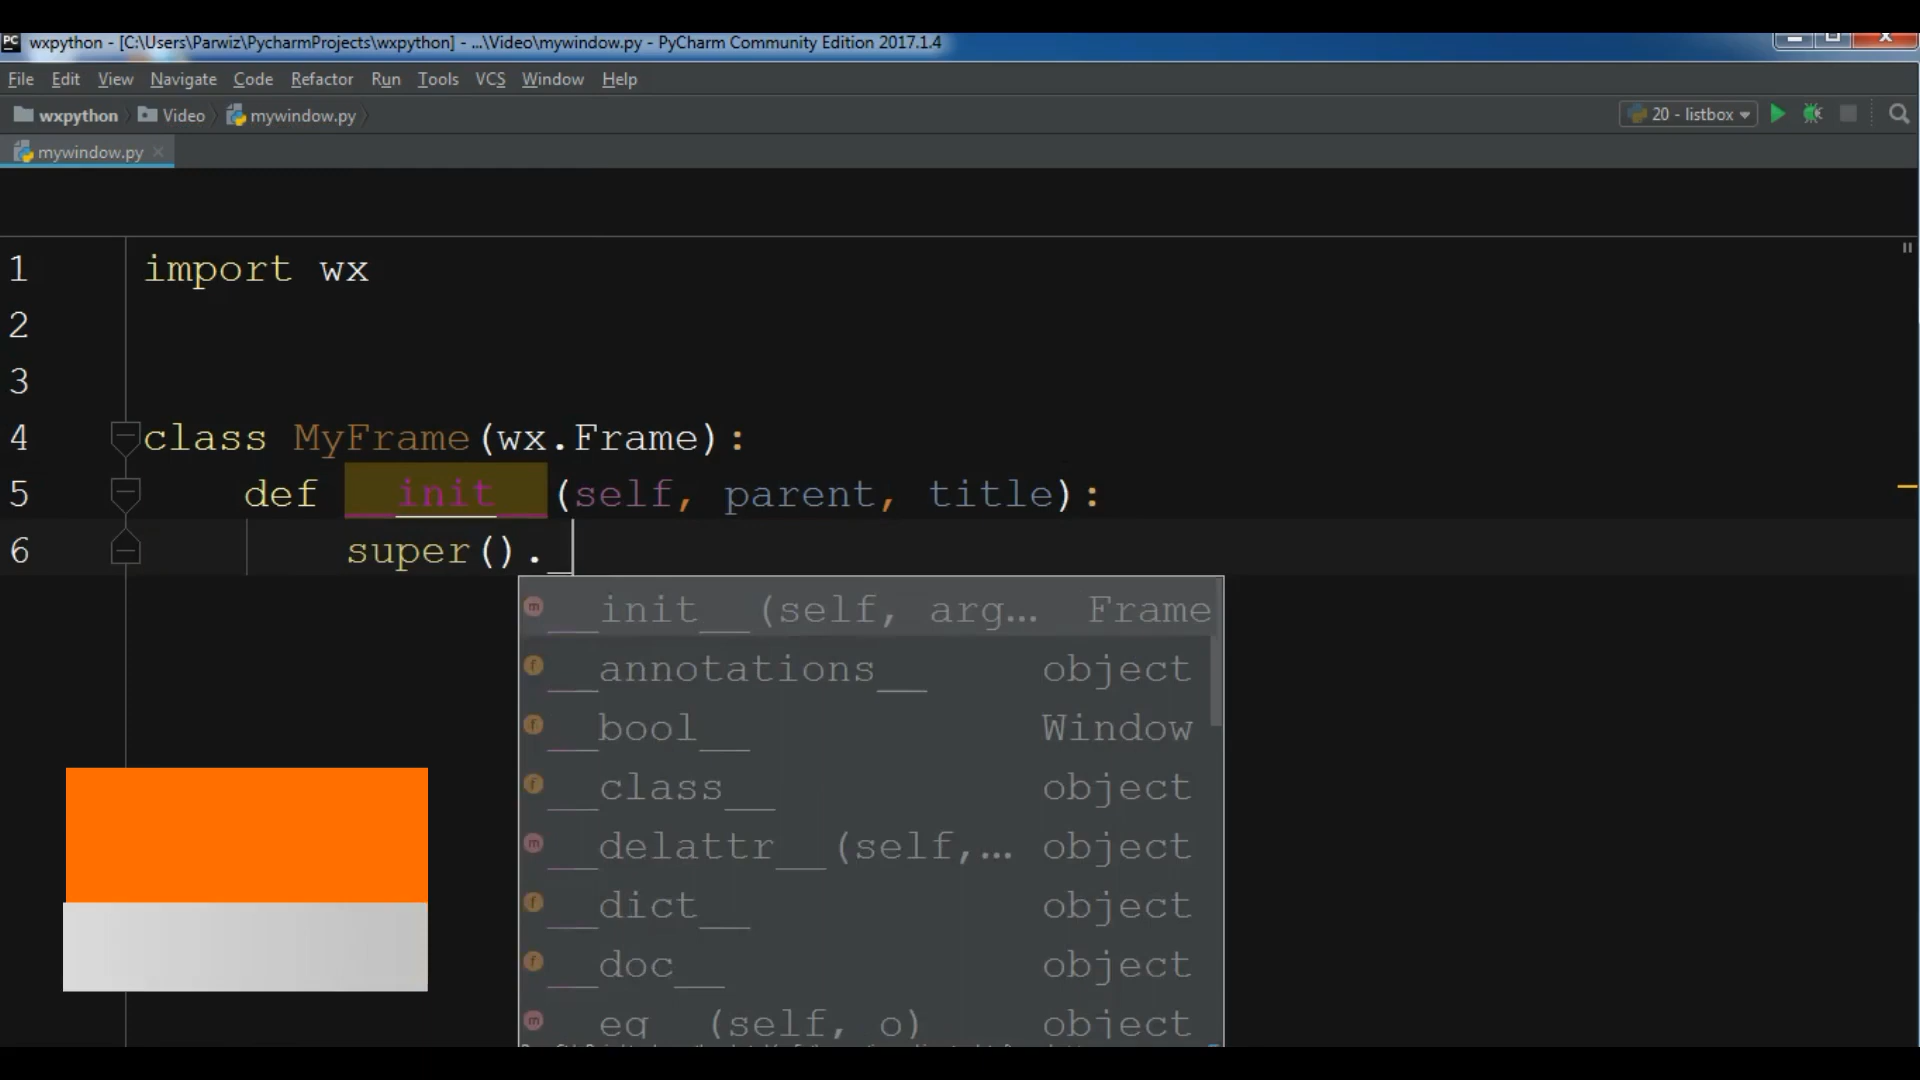 PC wxpython - [C:\Users\Parwiz\PycharmProjects\wxpython] - ...\Video\mywindow.py - PyCharm Community Edition 2017.1.4
File Edit View Navigate Code Refactor Run Tools VCS Window Help
wxpython Video mywindow.py 20 - listbox
mywindow.py
1 import wx
2
3
4 class MyFrame(wx.Frame):
5 def __init__(self, parent, title):
6 super()._
m __init__(self, arg... Frame
f __annotations__ object
f __bool__ Window
f __class__ object
m __delattr__(self,... object
f __dict__ object
f __doc__ object
m __eq__(self, o) object